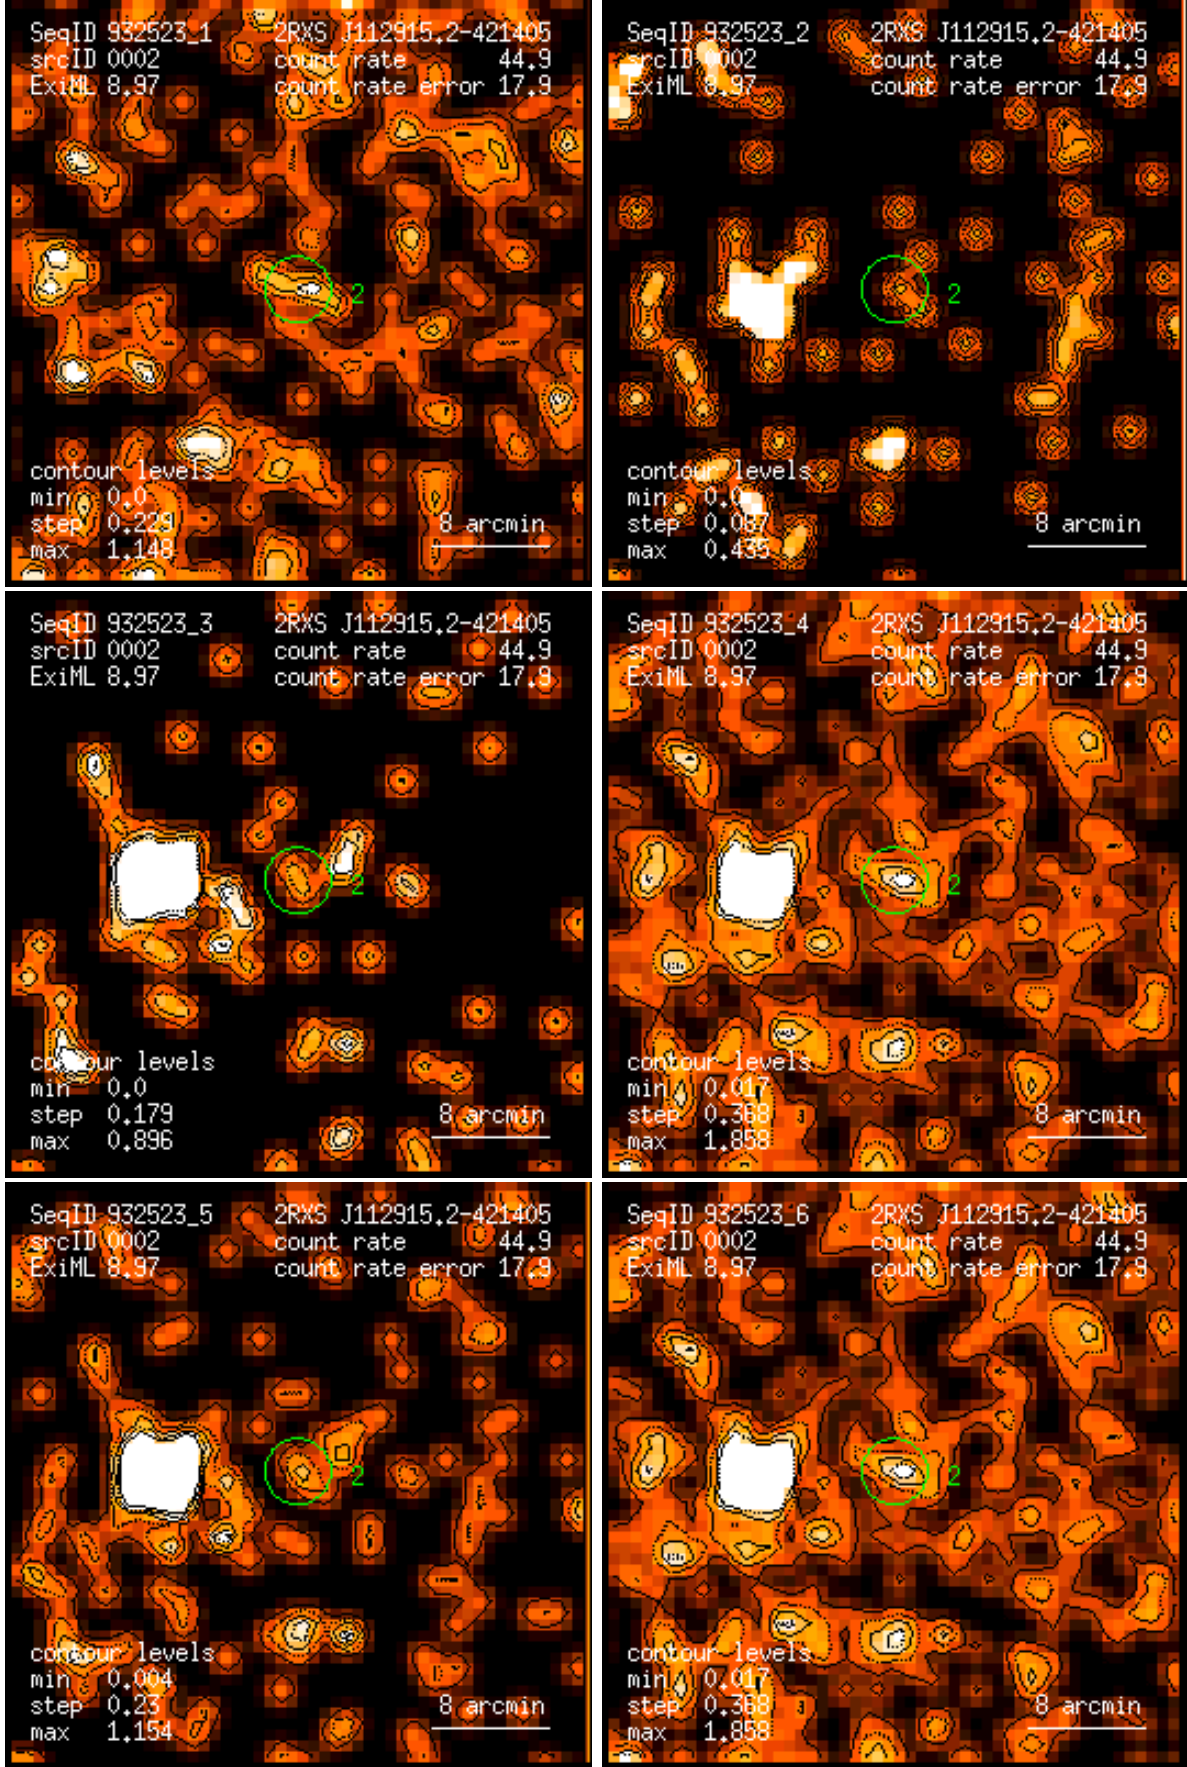 SeqID 932523_1 2RXS J112915.2-421405
srcID 0002 count rate 44.9
ExiML 8.97 count rate error 17.9
2
contour levels
min 0.0
step 0.229 8 arcmin
max 1.148
SeqID 932523_2 2RXS J112915.2-421405
srcID 0002 count rate 44.9
ExiML 8.97 count rate error 17.9
2
contour levels
min 0.0
step 0.087 8 arcmin
max 0.435
SeqID 932523_3 2RXS J112915.2-421405
srcID 0002 count rate 44.9
ExiML 8.97 count rate error 17.9
2
contour levels
min 0.0
step 0.179 8 arcmin
max 0.896
SeqID 932523_4 2RXS J112915.2-421405
srcID 0002 count rate 44.9
ExiML 8.97 count rate error 17.9
2
contour levels
min 0.017
step 0.368 8 arcmin
max 1.858
SeqID 932523_5 2RXS J112915.2-421405
srcID 0002 count rate 44.9
ExiML 8.97 count rate error 17.9
2
contour levels
min 0.004
step 0.23 8 arcmin
max 1.154
SeqID 932523_6 2RXS J112915.2-421405
srcID 0002 count rate 44.9
ExiML 8.97 count rate error 17.9
2
contour levels
min 0.017
step 0.368 8 arcmin
max 1.858